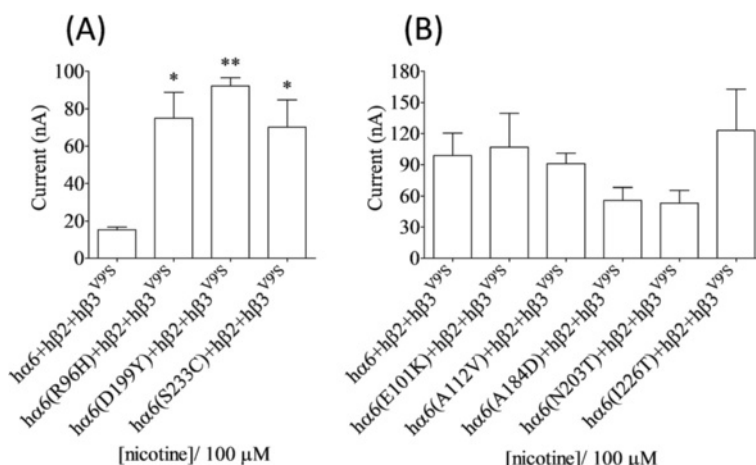 (A)
Current (nA)
100
80
60
40
20
0
*
**
*
hα6+hβ2+hβ3 V9'S
hα6(R96H)+hβ2+hβ3 V9'S
hα6(D199Y)+hβ2+hβ3 V9'S
hα6(S233C)+hβ2+hβ3 V9'S
[nicotine]/ 100 µM
(B)
Current (nA)
180
150
120
90
60
30
0
hα6+hβ2+hβ3 V9'S
hα6(E101K)+hβ2+hβ3 V9'S
hα6(A112V)+hβ2+hβ3 V9'S
hα6(A184D)+hβ2+hβ3 V9'S
hα6(N203T)+hβ2+hβ3 V9'S
hα6(I226T)+hβ2+hβ3 V9'S
[nicotine]/ 100 µM